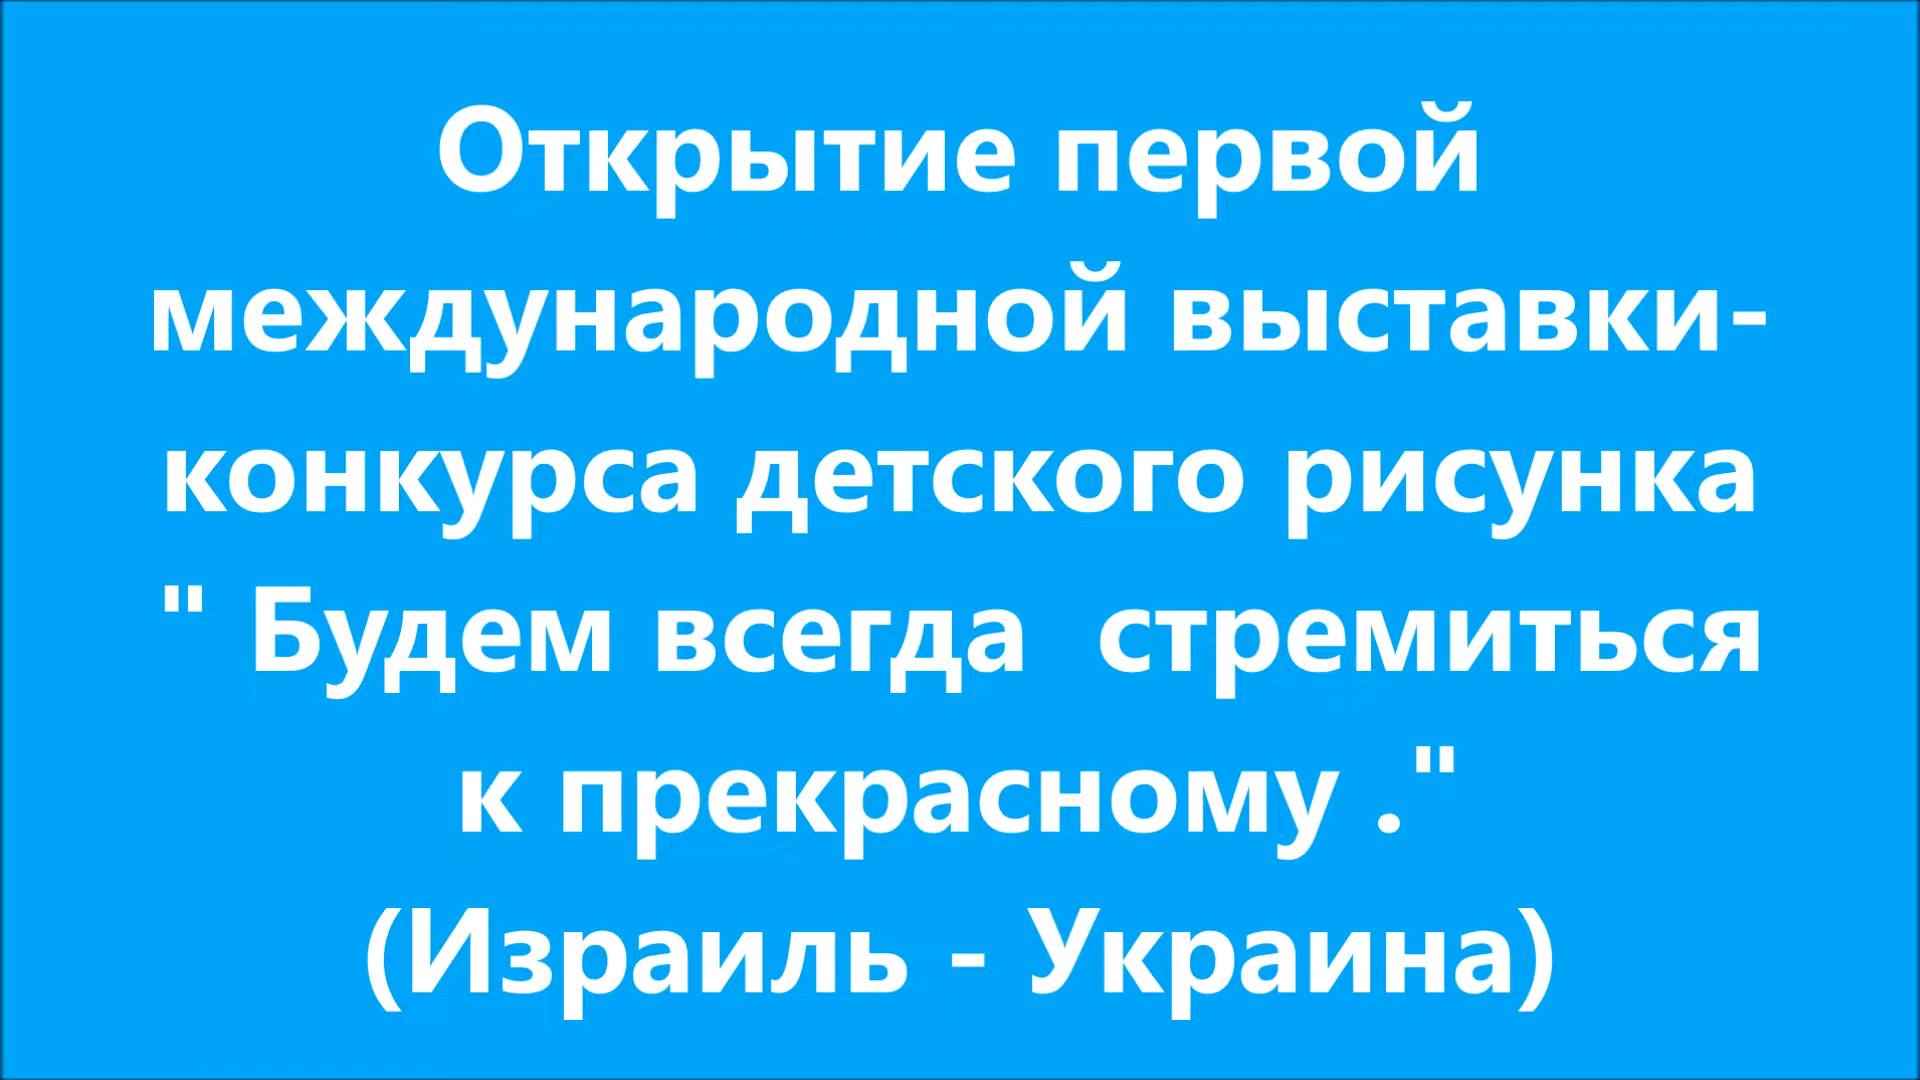 Открытие первой
международной выставки-
конкурса детского рисунка
" Будем всегда  стремиться
к прекрасному ."
(Израиль - Украина)